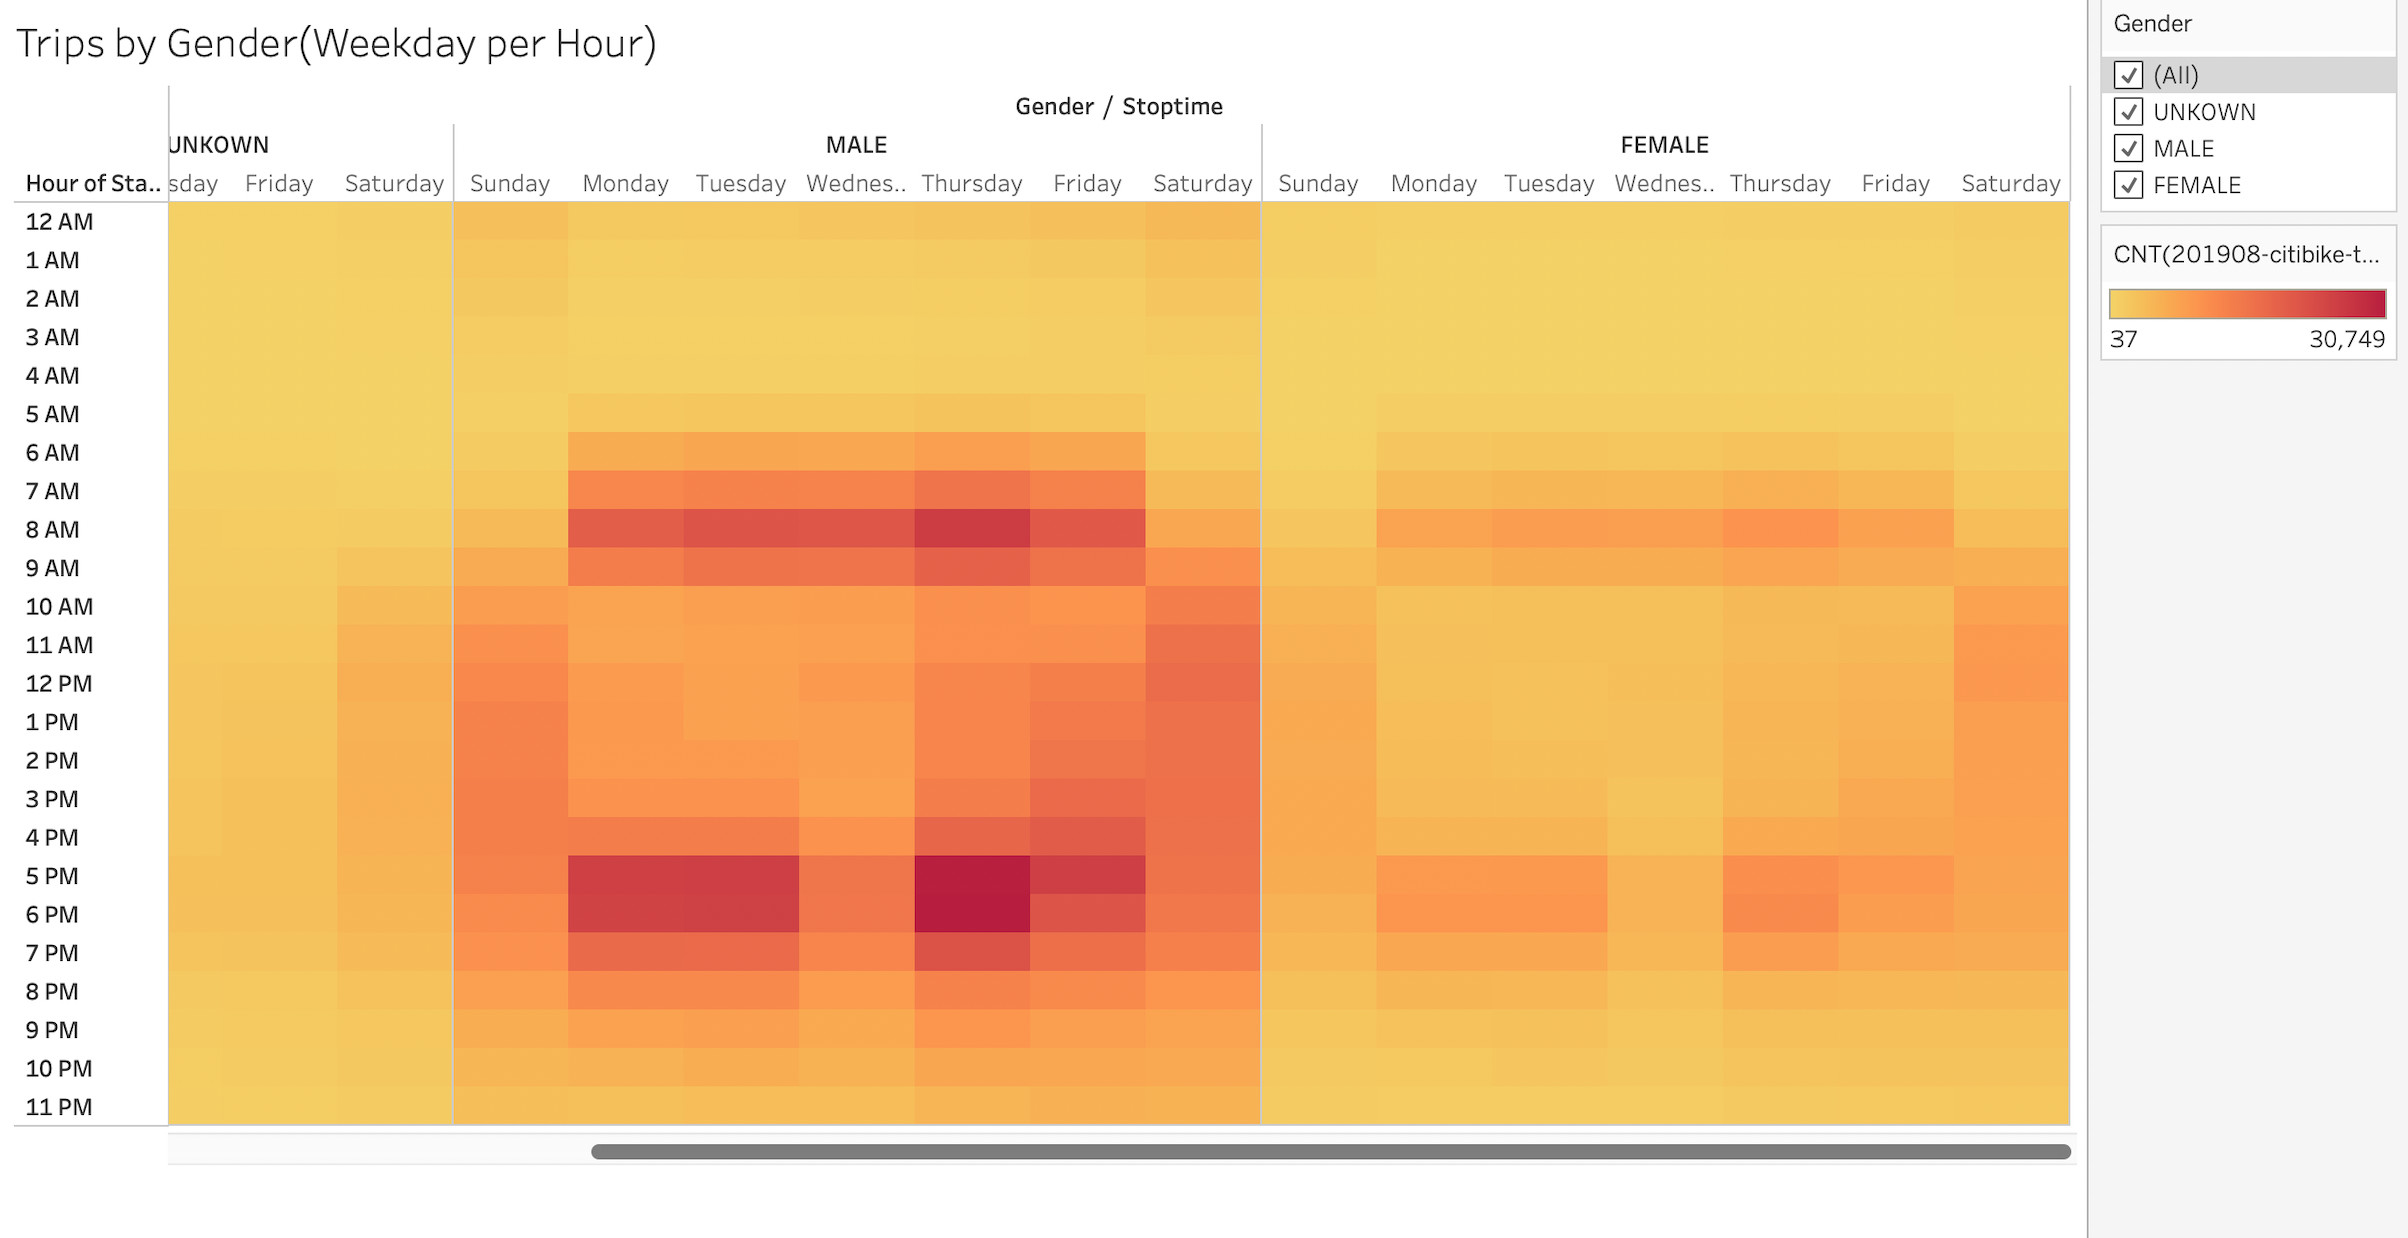 Trips by Gender(Weekday per Hour)
Gender / Stoptime
UNKOWN MALE FEMALE
Hour of Sta.. sday Friday Saturday Sunday Monday Tuesday Wednes.. Thursday Friday Saturday Sunday Monday Tuesday Wednes.. Thursday Friday Saturday
12 AM
1 AM
2 AM
3 AM
4 AM
5 AM
6 AM
7 AM
8 AM
9 AM
10 AM
11 AM
12 PM
1 PM
2 PM
3 PM
4 PM
5 PM
6 PM
7 PM
8 PM
9 PM
10 PM
11 PM
Gender
(All)
UNKOWN
MALE
FEMALE
CNT(201908-citibike-t...
37 30,749